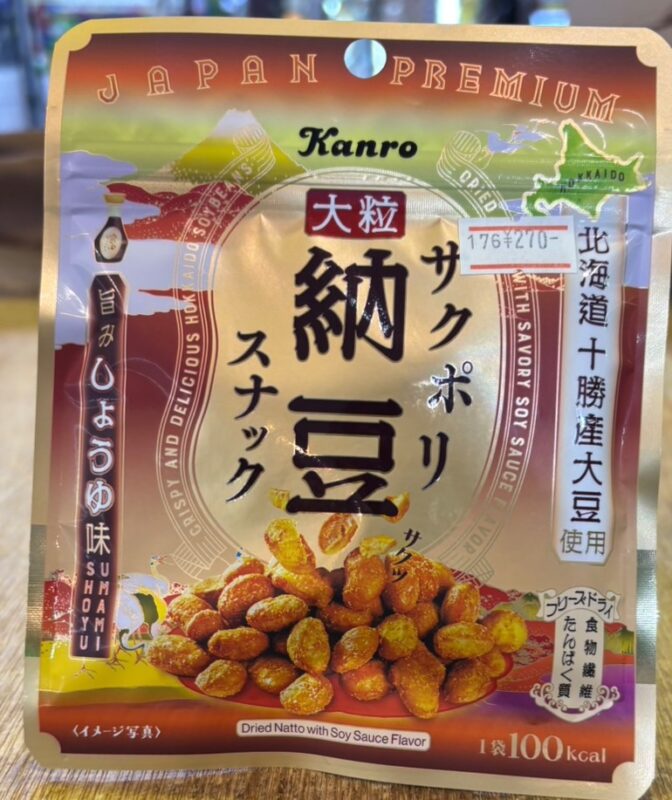 JAPAN PREMIUM
Kanro
HOKKAIDO
大粒
176¥270-
サクポリ
納豆
スナック
北海道十勝産大豆使用
旨みしょうゆ味
UMAMI
SHOYU
CRISPY AND DELICIOUS HOKKAIDO SOYBEANS
DRIED
WITH SAVORY SOY SAUCE FLAVOR
サクッ
フリーズドライ
食物繊維
たんぱく質
〈イメージ写真〉
Dried Natto with Soy Sauce Flavor
1袋100kcal